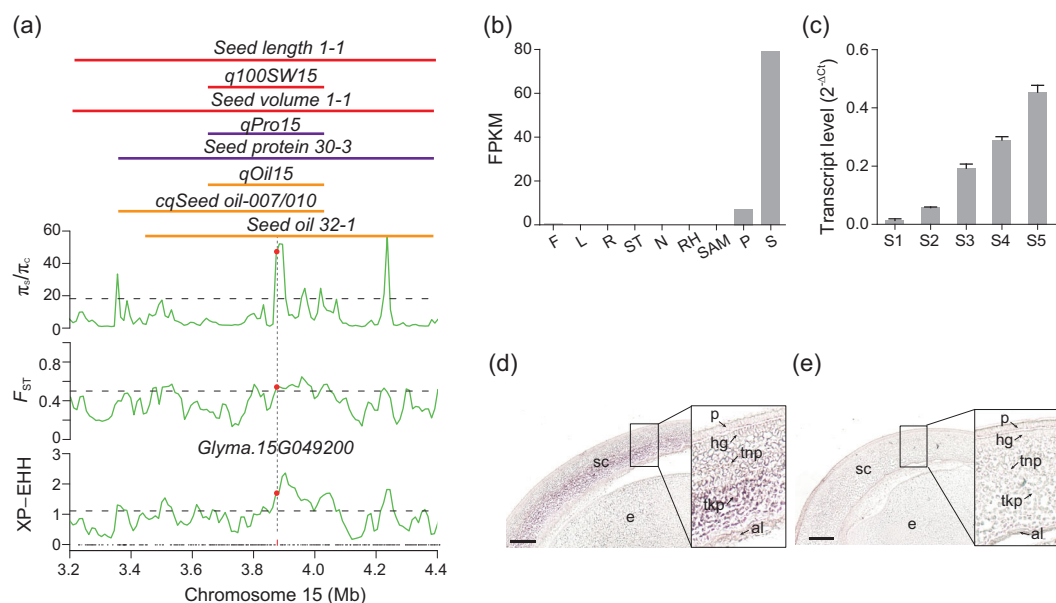 (a)
Seed length 1-1
q100SW15
Seed volume 1-1
qPro15
Seed protein 30-3
qOil15
cqSeed oil-007/010
Seed oil 32-1
60
40
20
0
πs/πc
0.8
0.4
0
FST
Glyma.15G049200
3
2
1
0
XP–EHH
3.2
3.4
3.6
3.8
4.0
4.2
4.4
Chromosome 15 (Mb)
(b)
80
60
40
20
0
FPKM
F
L
R
ST
N
RH
SAM
P
S
(c)
0.6
0.4
0.2
0.0
Transcript level (2-ΔCt)
S1
S2
S3
S4
S5
(d)
sc
e
p
hg
tnp
tkp
al
(e)
sc
e
p
hg
tnp
tkp
al